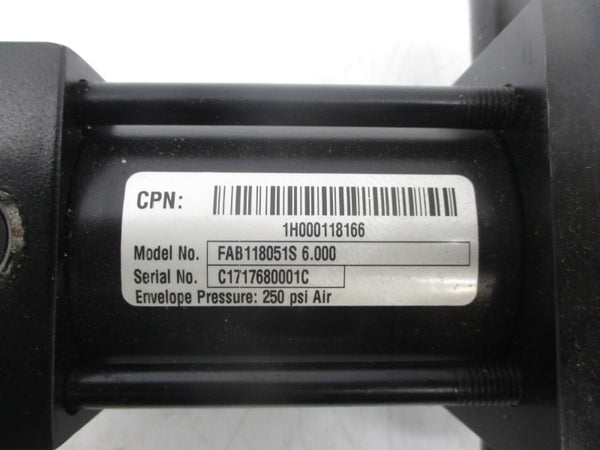 CPN:
1H000118166
Model No. FAB118051S 6.000
Serial No. C1717680001C
Envelope Pressure: 250 psi Air